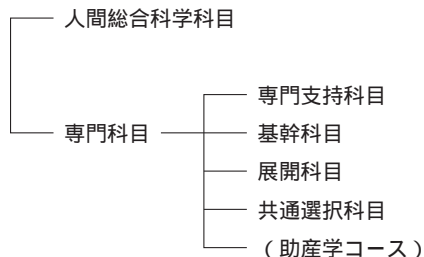 人間総合科学科目
専門支持科目
専門科目
基幹科目
展開科目
共通選択科目
（助産学コース）